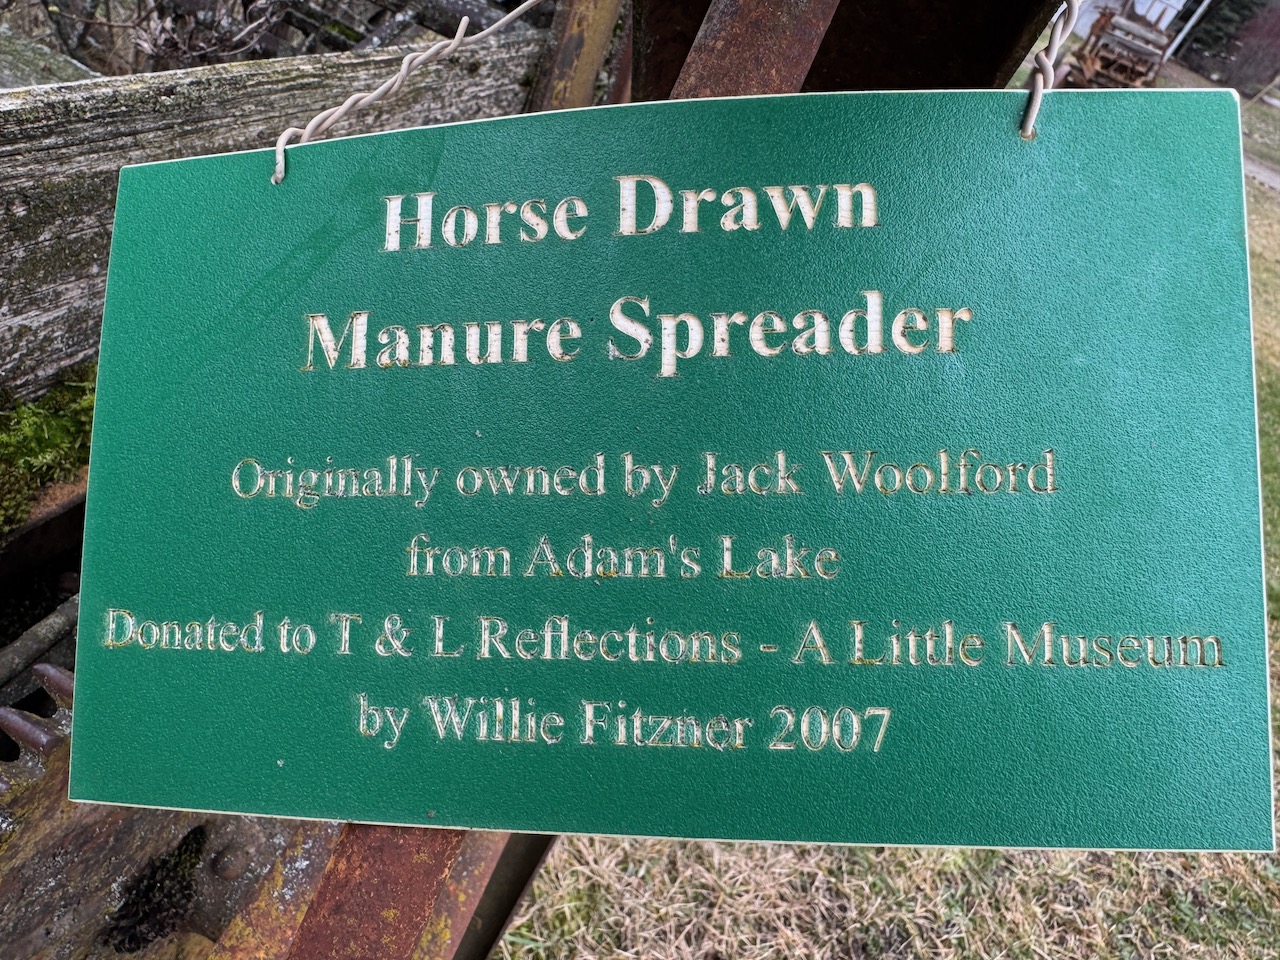 Horse Drawn
Manure Spreader
Originally owned by Jack Woolford
from Adam's Lake
Donated to T & L Reflections - A Little Museum
by Willie Fitzner 2007